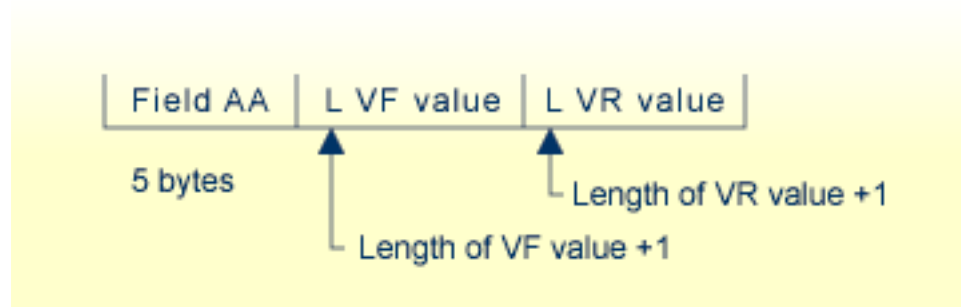 Field AA L VF value L VR value
5 bytes
Length of VR value +1
Length of VF value +1